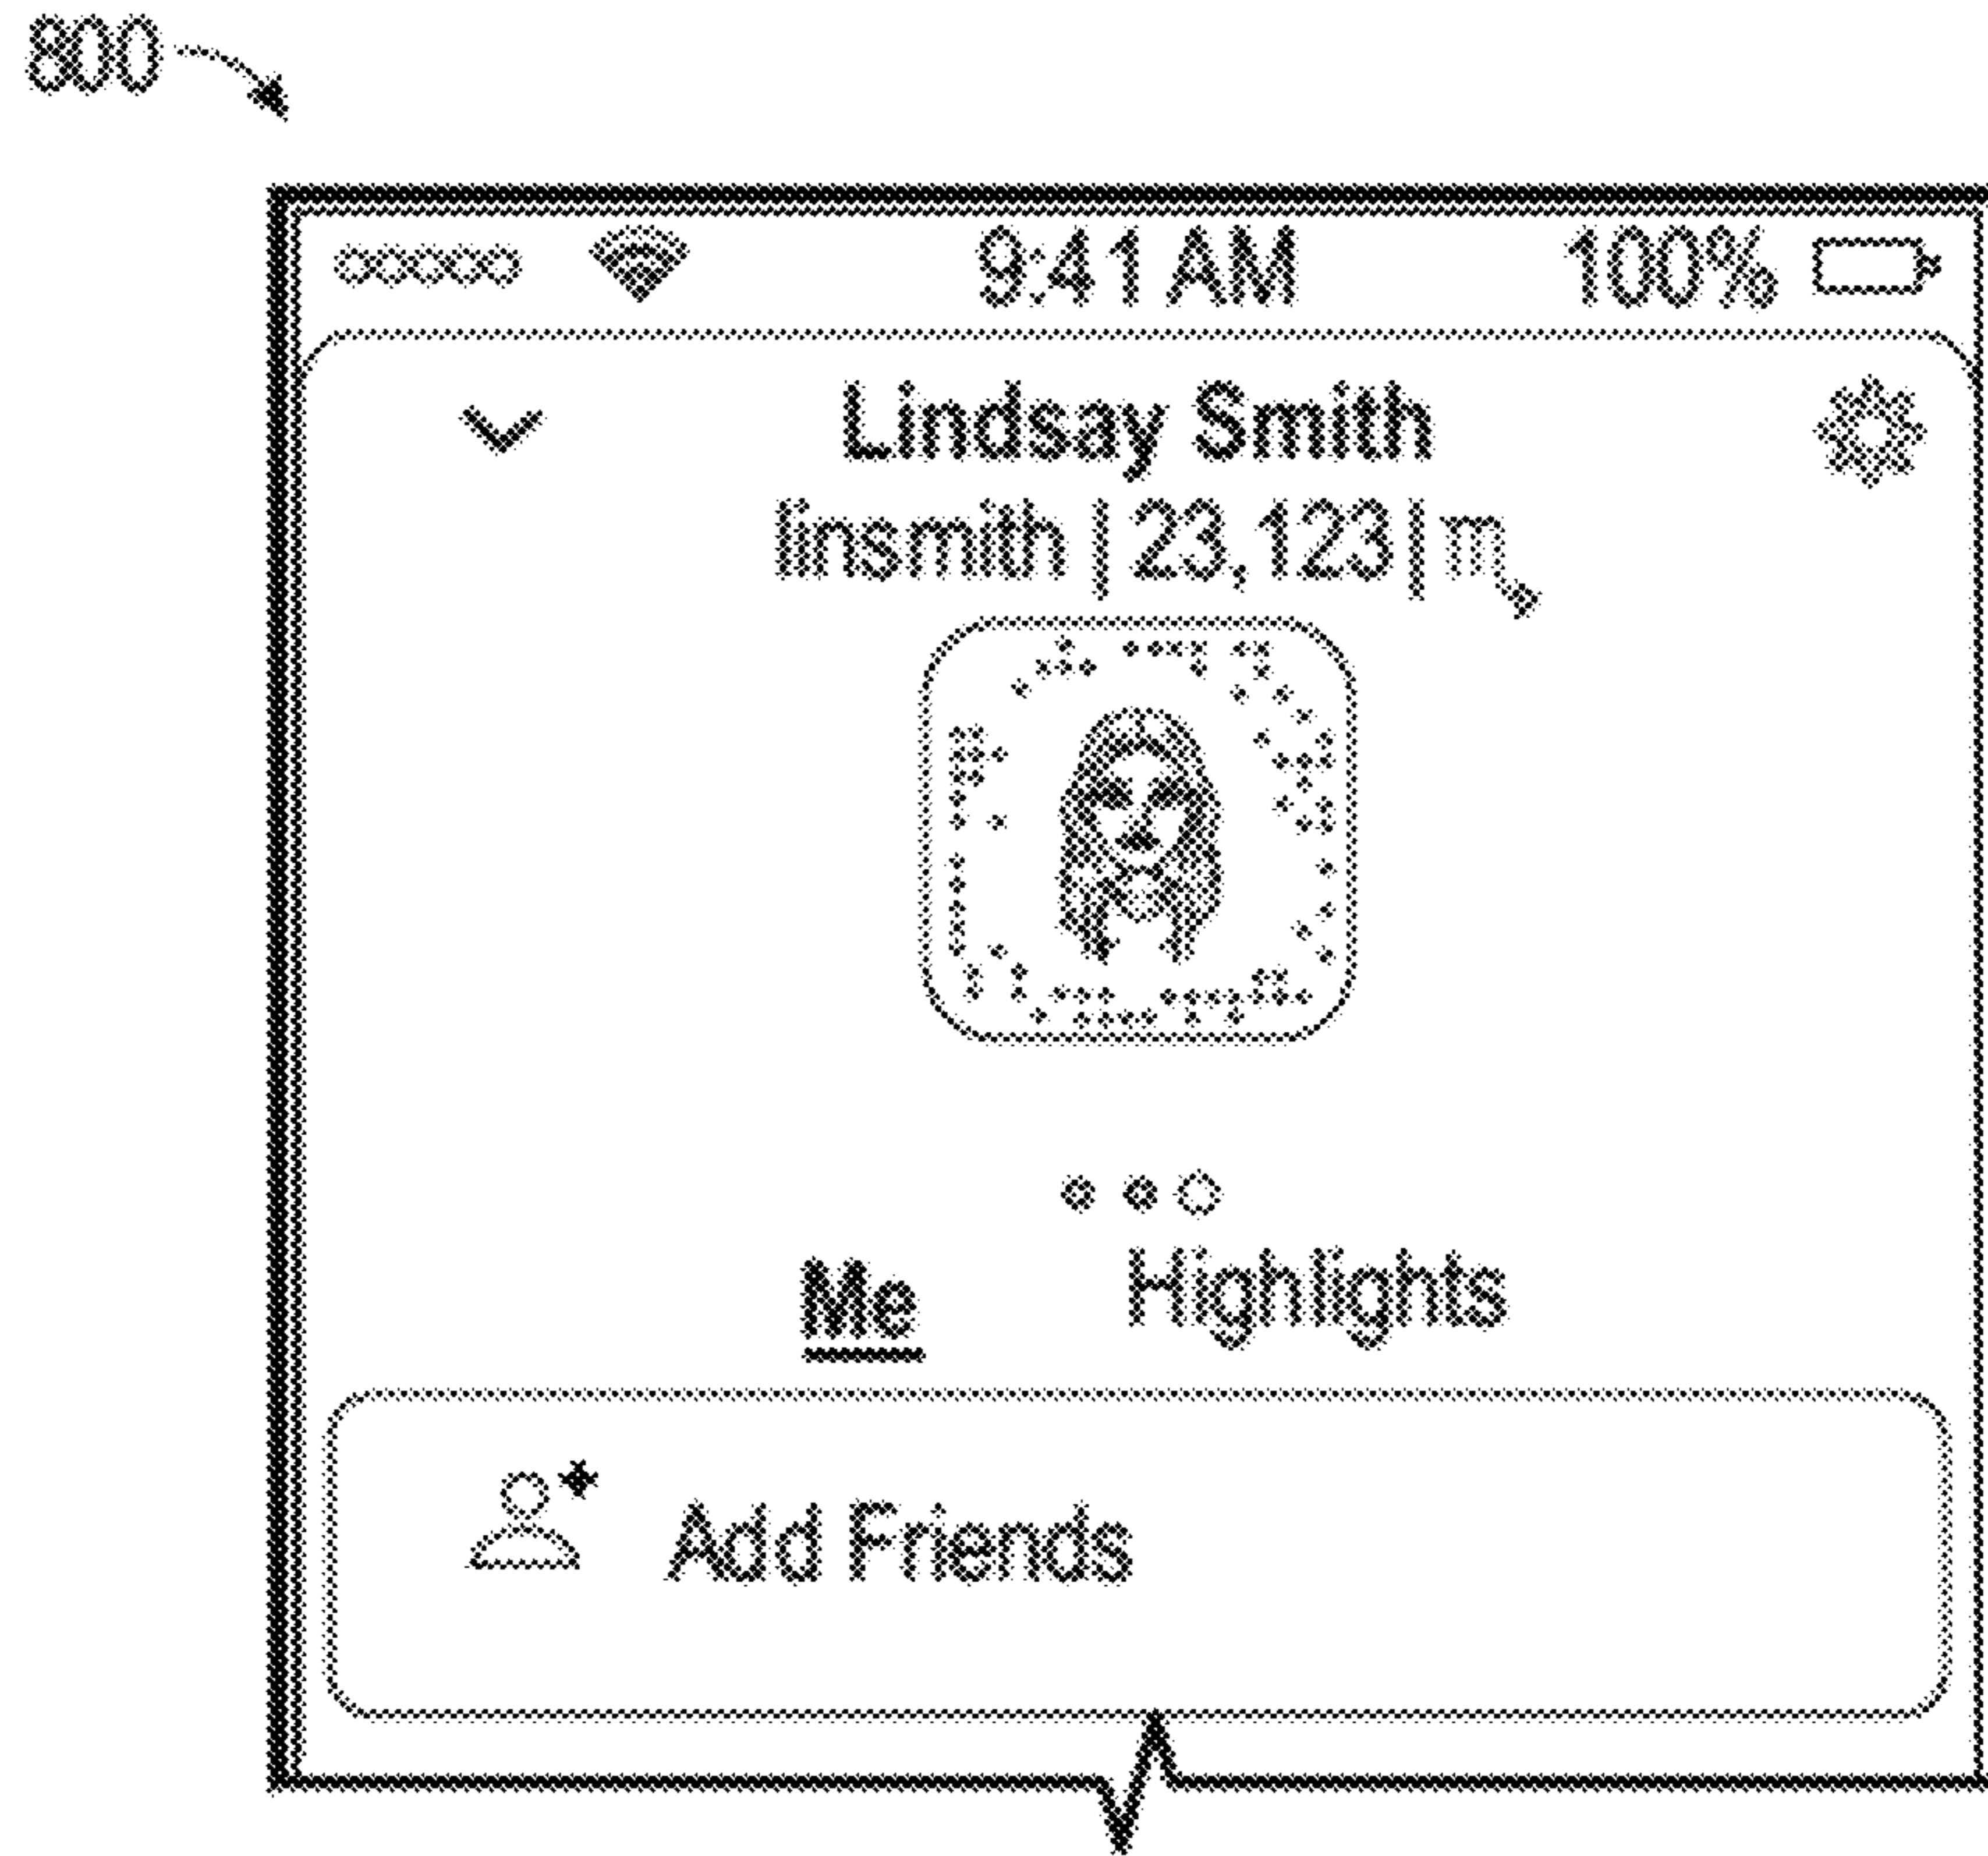 800
9:41 AM 100%
Lindsay Smith
linsmith | 23,123 | ♏
Me Highlights
Add Friends